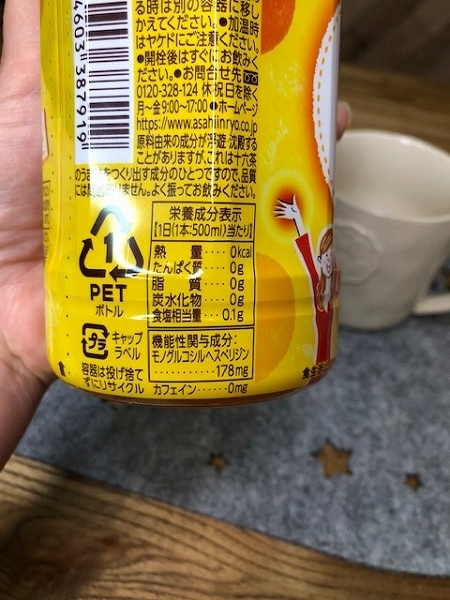 る時は別の容器に移し
かえてください。●加温時
はヤケドにご注意ください。
●開栓後はすぐにお飲みく
ださい。●お問合せ先
0120-328-124 休祝日を除く
月～金9:00〜17:00●ホームページ
https://www.asahiinryo.co.jp
原料由来の成分が浮遊・沈殿する
ことがありますが、これは十六茶
のうまみをつくり出す成分のひとつですので、品質
には問題ありません。よく振ってお飲みください。
4603 387919
栄養成分表示
【1日(1本:500ml)当たり】
熱量……0kcal
たんぱく質……0g
脂質……0g
炭水化物……0g
食塩相当量……0.1g
機能性関与成分:
モノグルコシルヘスペリジン
…………178mg
カフェイン……0mg
1
PET
ボトル
プラ
キャップ
ラベル
容器は投げ捨て
ずにリサイクル
食生活